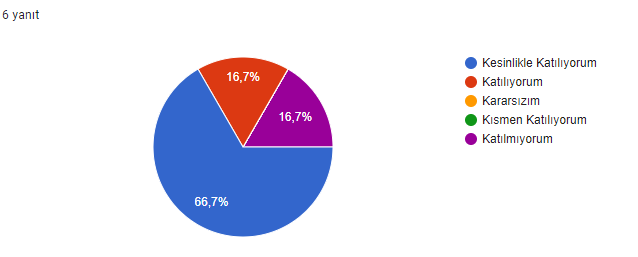 6 yanıt
Kesinlikle Katılıyorum
Katılıyorum
Kararsızım
Kısmen Katılıyorum
Katılmıyorum
16,7%
16,7%
66,7%